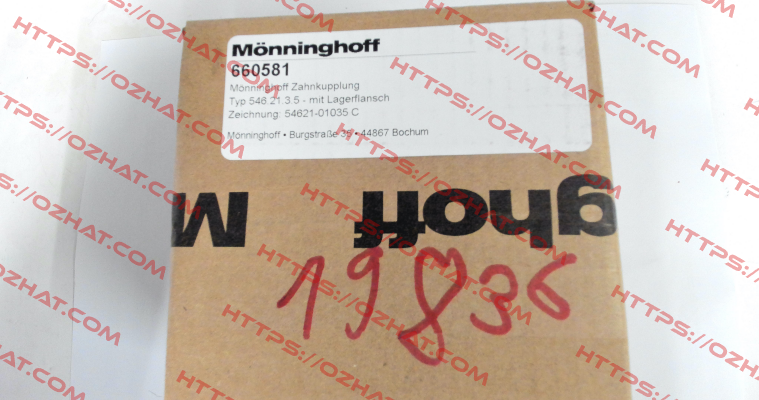 Mönninghoff
660581
Mönninghoff Zahnkupplung
Typ 546.21.3.5 - mit Lagerflansch
Zeichnung: 54621-01035 C
Mönninghoff • Burgstraße 35 • 44867 Bochum
M ghoff
19836
HTTPS://OZHAT.COM